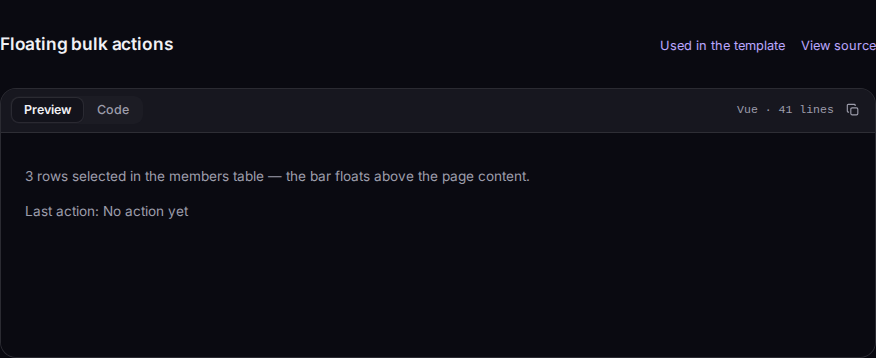 Floating bulk actions
Used in the template View source
Preview Code
Vue · 41 lines
3 rows selected in the members table — the bar floats above the page content.
Last action: No action yet